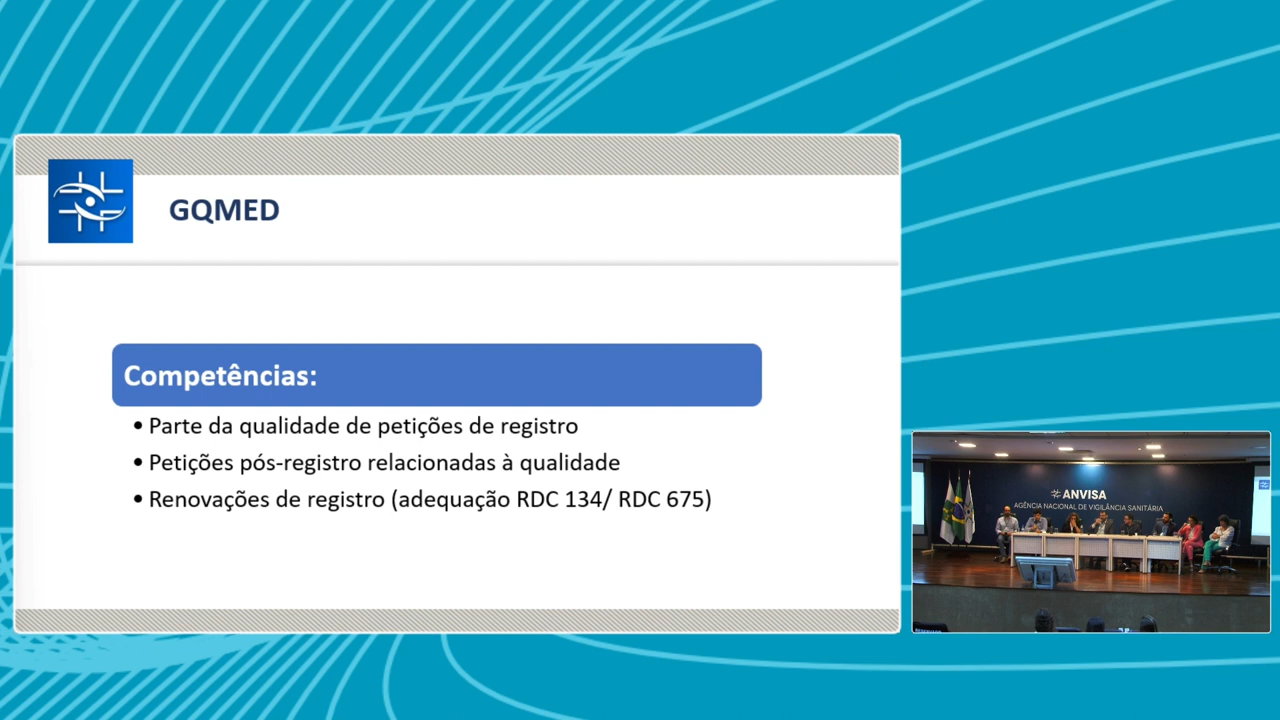 GQMED
Competências:
• Parte da qualidade de petições de registro
• Petições pós-registro relacionadas à qualidade
• Renovações de registro (adequação RDC 134/ RDC 675)
ANVISA
AGÊNCIA NACIONAL DE VIGILÂNCIA SANITÁRIA